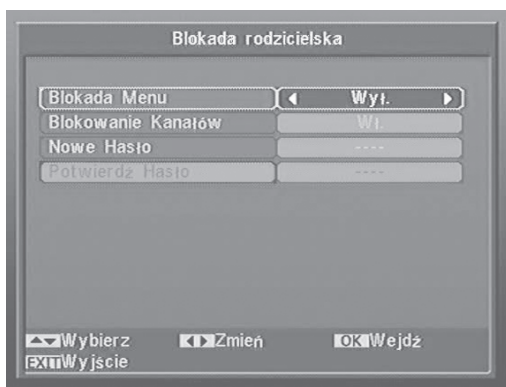 Blokada rodzicielska
Blokada Menu Wył.
Blokowanie Kanałów Wł.
Nowe Hasło ----
Potwierdź Hasło ----
Wybierz Zmień OK Wejdź
EXIT Wyjście